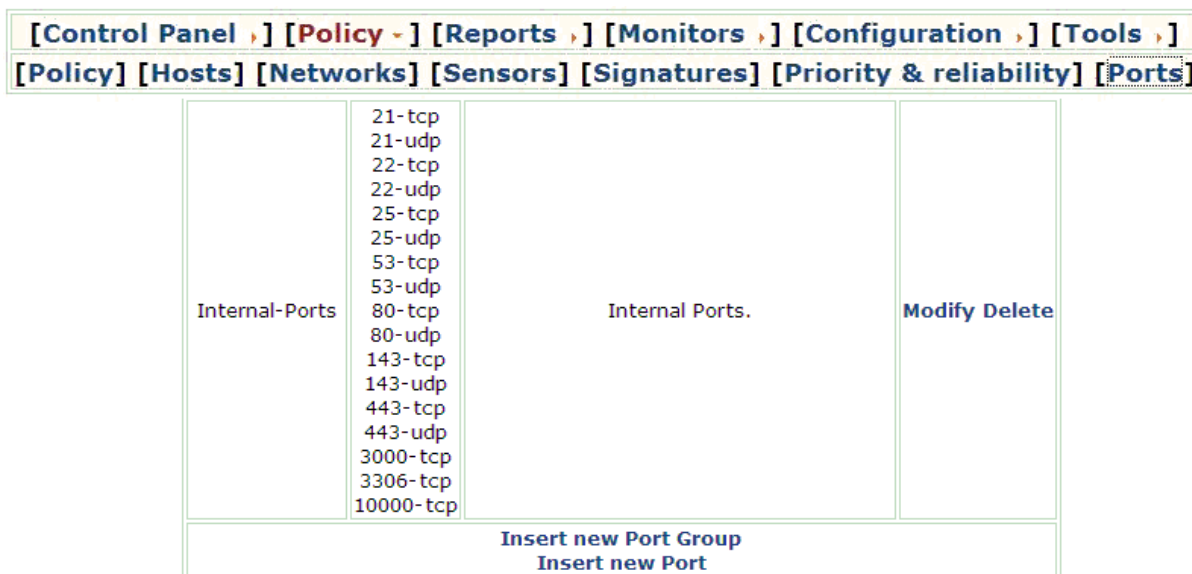 [Control Panel ] [Policy - ] [Reports ] [Monitors ] [Configuration ] [Tools ]
[Policy] [Hosts] [Networks] [Sensors] [Signatures] [Priority & reliability] [Ports]
21-tcp
21-udp
22-tcp
22-udp
25-tcp
25-udp
53-tcp
53-udp
Internal-Ports 80-tcp Internal Ports. Modify Delete
80-udp
143-tcp
143-udp
443-tcp
443-udp
3000-tcp
3306-tcp
10000-tcp
Insert new Port Group
Insert new Port